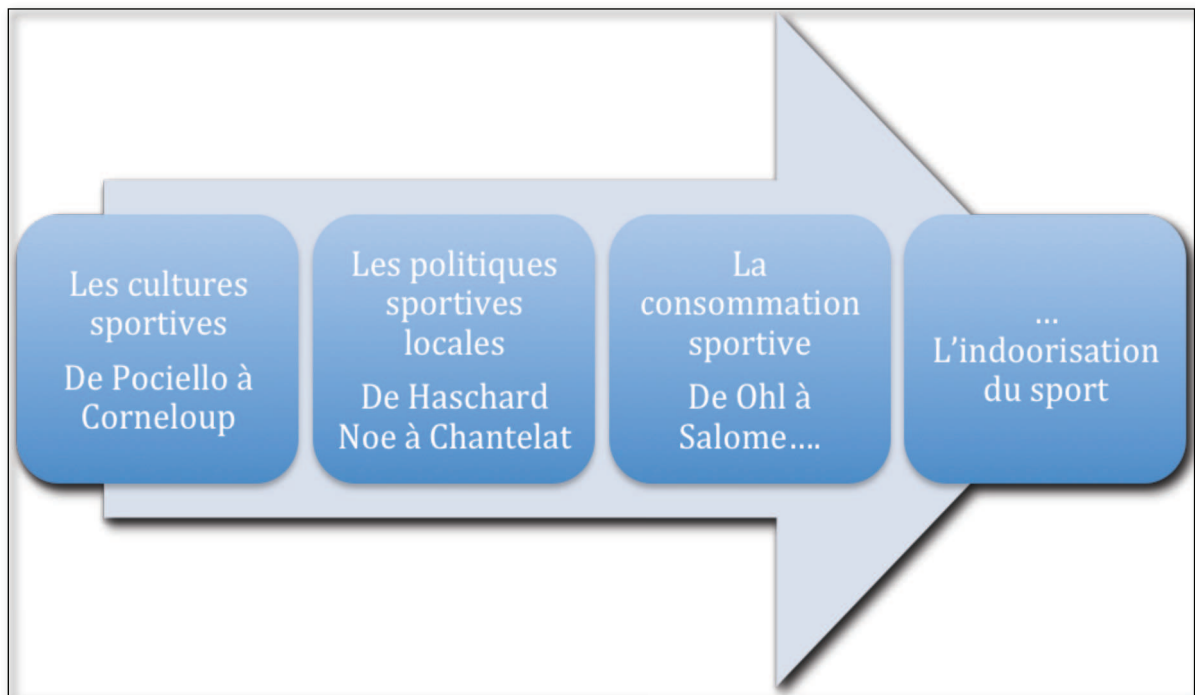 Les cultures
sportives
De Pociello à
Corneloup
Les politiques
sportives
locales
De Haschard
Noe à Chantelat
La
consommation
sportive
De Ohl à
Salome....
...
L'indoorisation
du sport